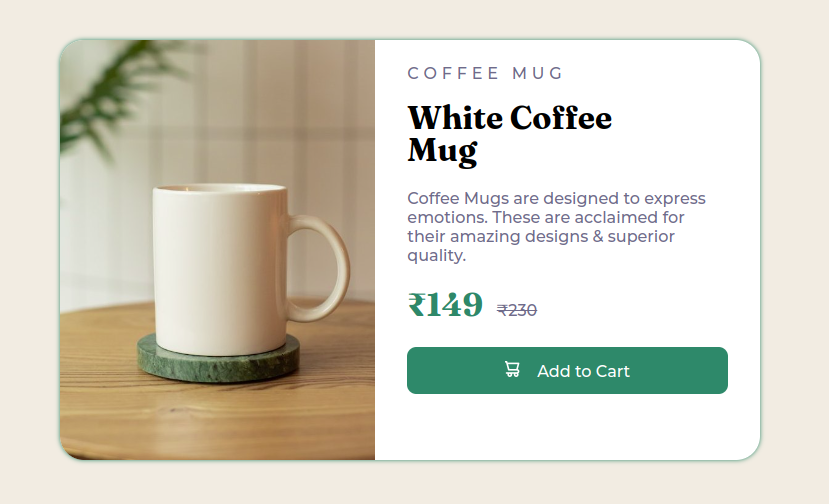 COFFEE MUG
White Coffee
Mug
Coffee Mugs are designed to express
emotions. These are acclaimed for
their amazing designs & superior
quality.
₹149 ₹230
Add to Cart